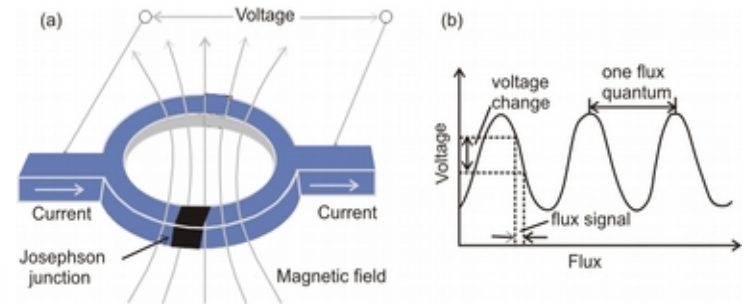 (a)
Voltage
Current
Current
Josephson
junction
Magnetic field
(b)
voltage
change
one flux
quantum
Voltage
flux signal
Flux